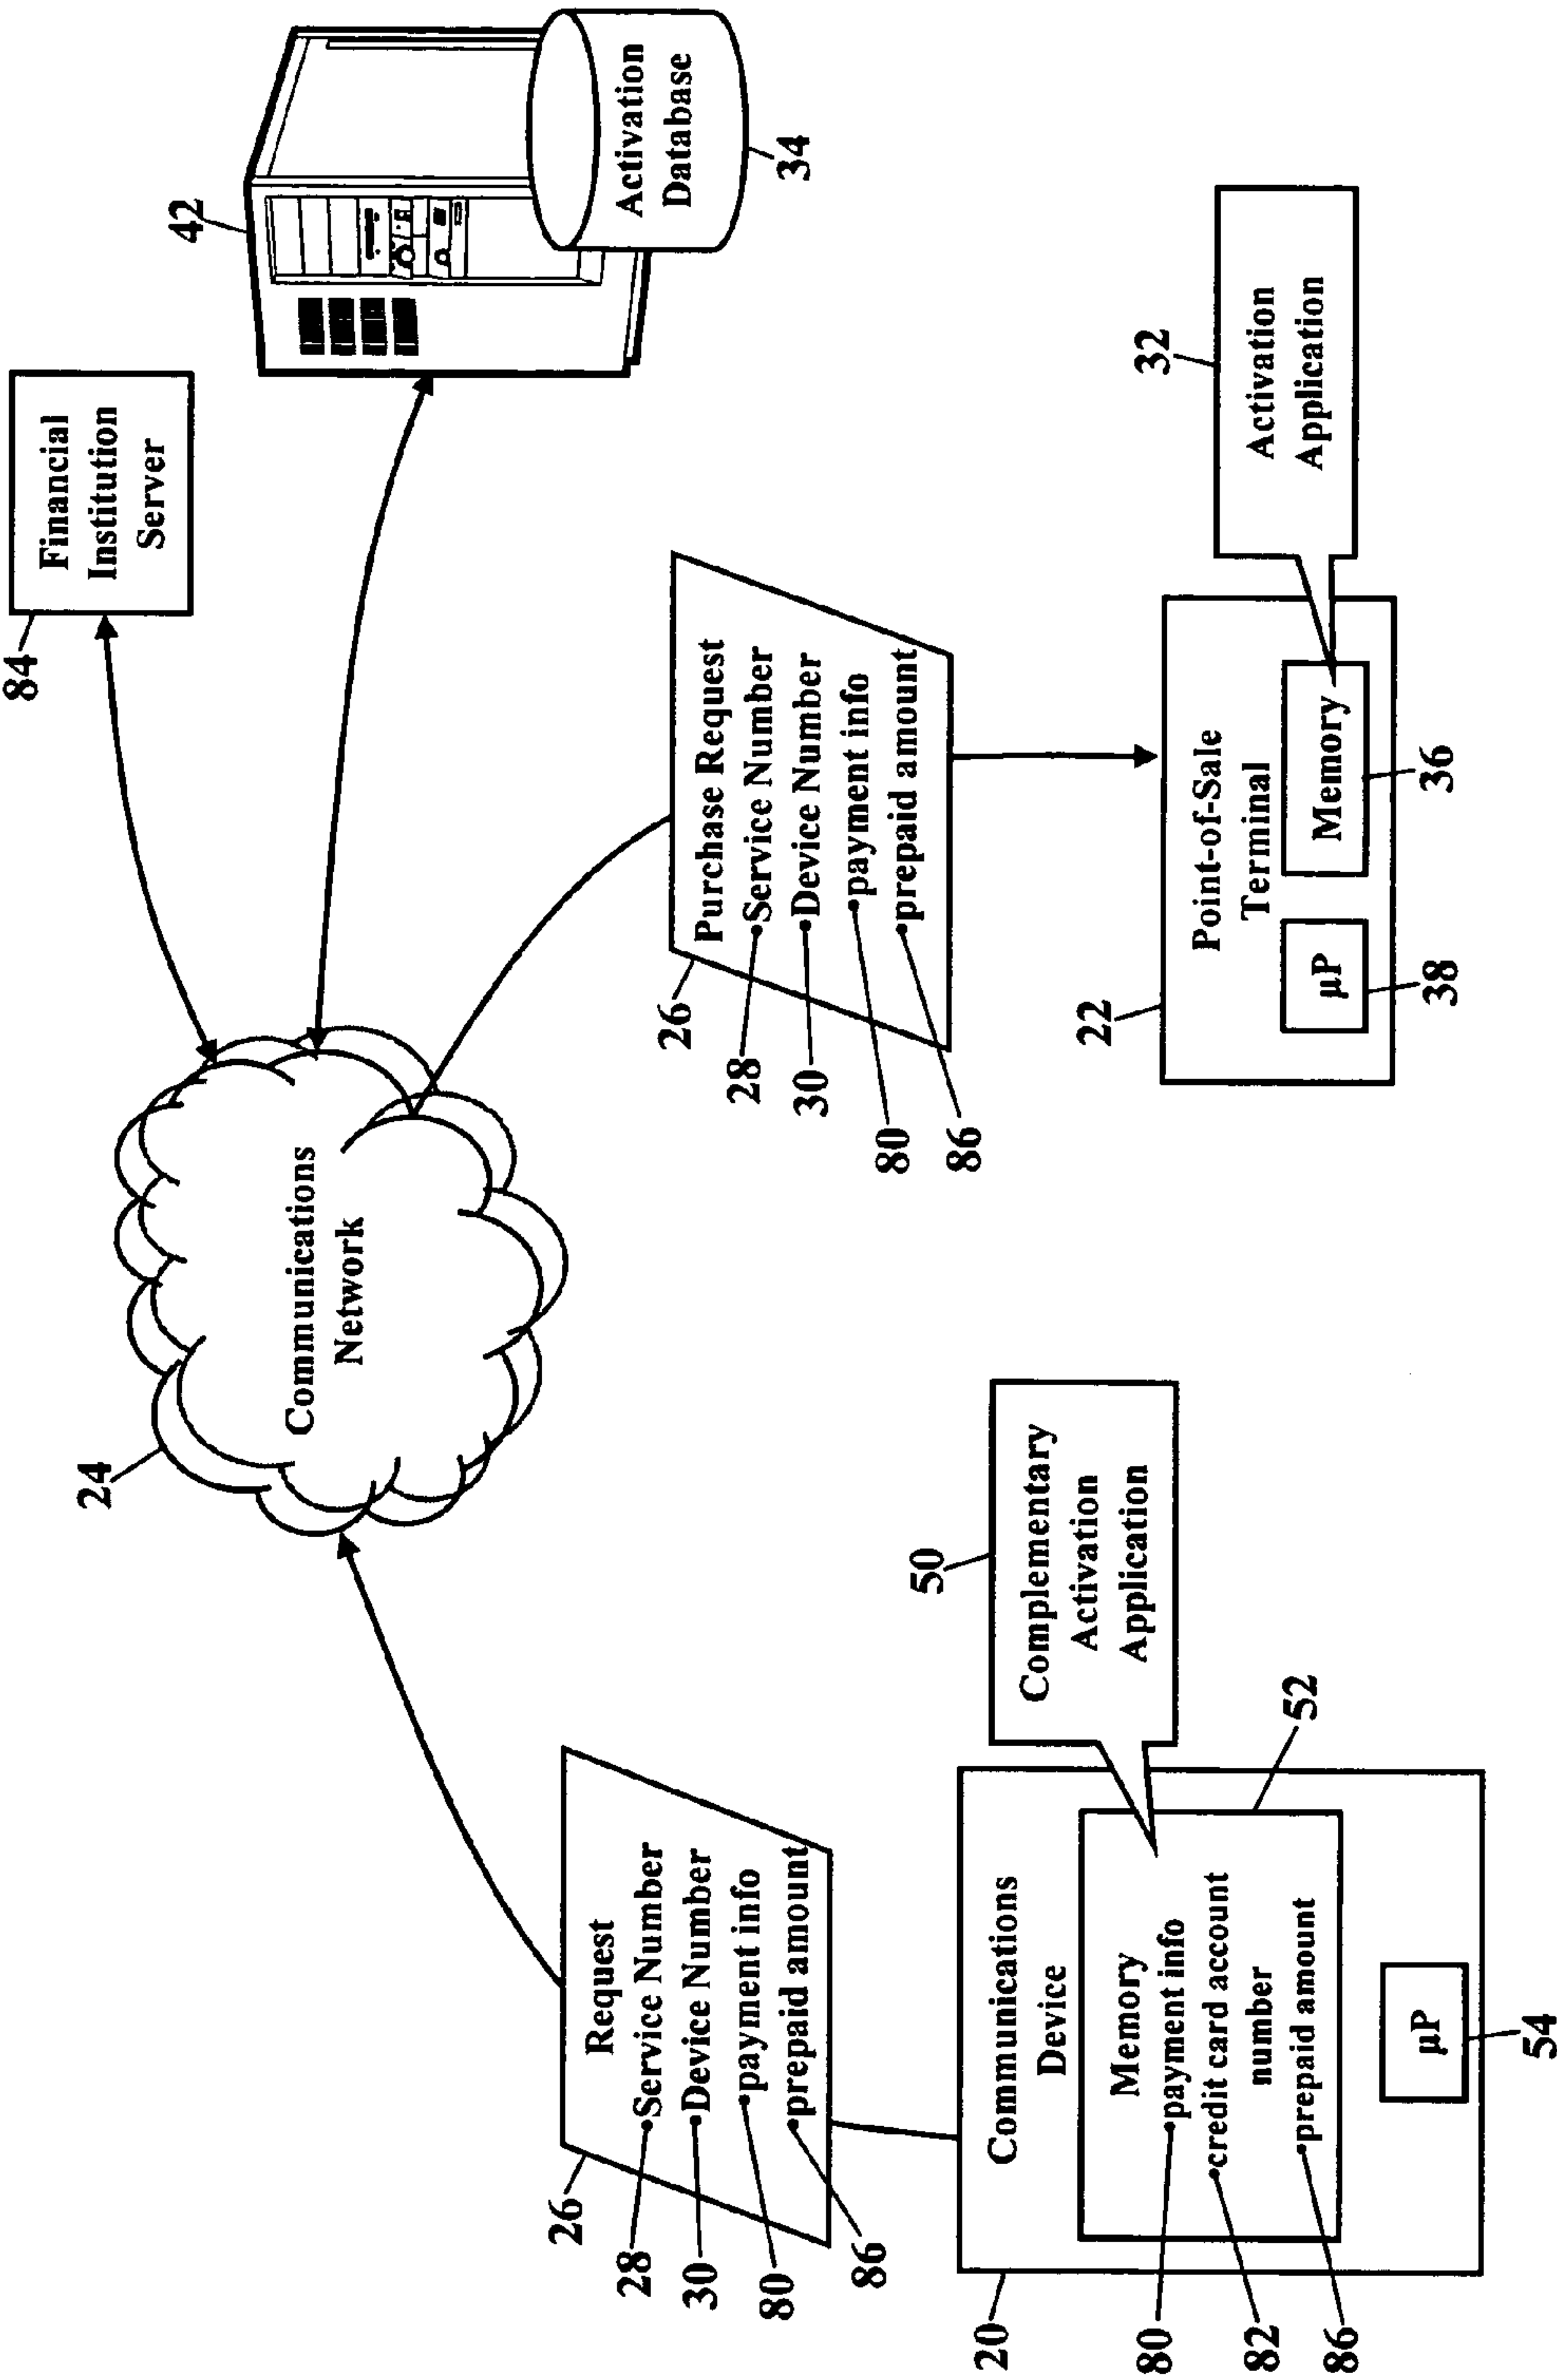 84
Financial
Institution
Server
42
Activation
Database
34
24
Communications
Network
26
Request
28
•Service Number
30
•Device Number
80
•payment info
86
•prepaid amount
26
Purchase Request
28
•Service Number
30
•Device Number
80
•payment info
86
•prepaid amount
50
Complementary
Activation
Application
20
Communications
Device
Memory
52
80
•payment info
82
•credit card account
number
86
•prepaid amount
µP
54
22
Point-of-Sale
Terminal
µP
38
Memory
36
32
Activation
Application